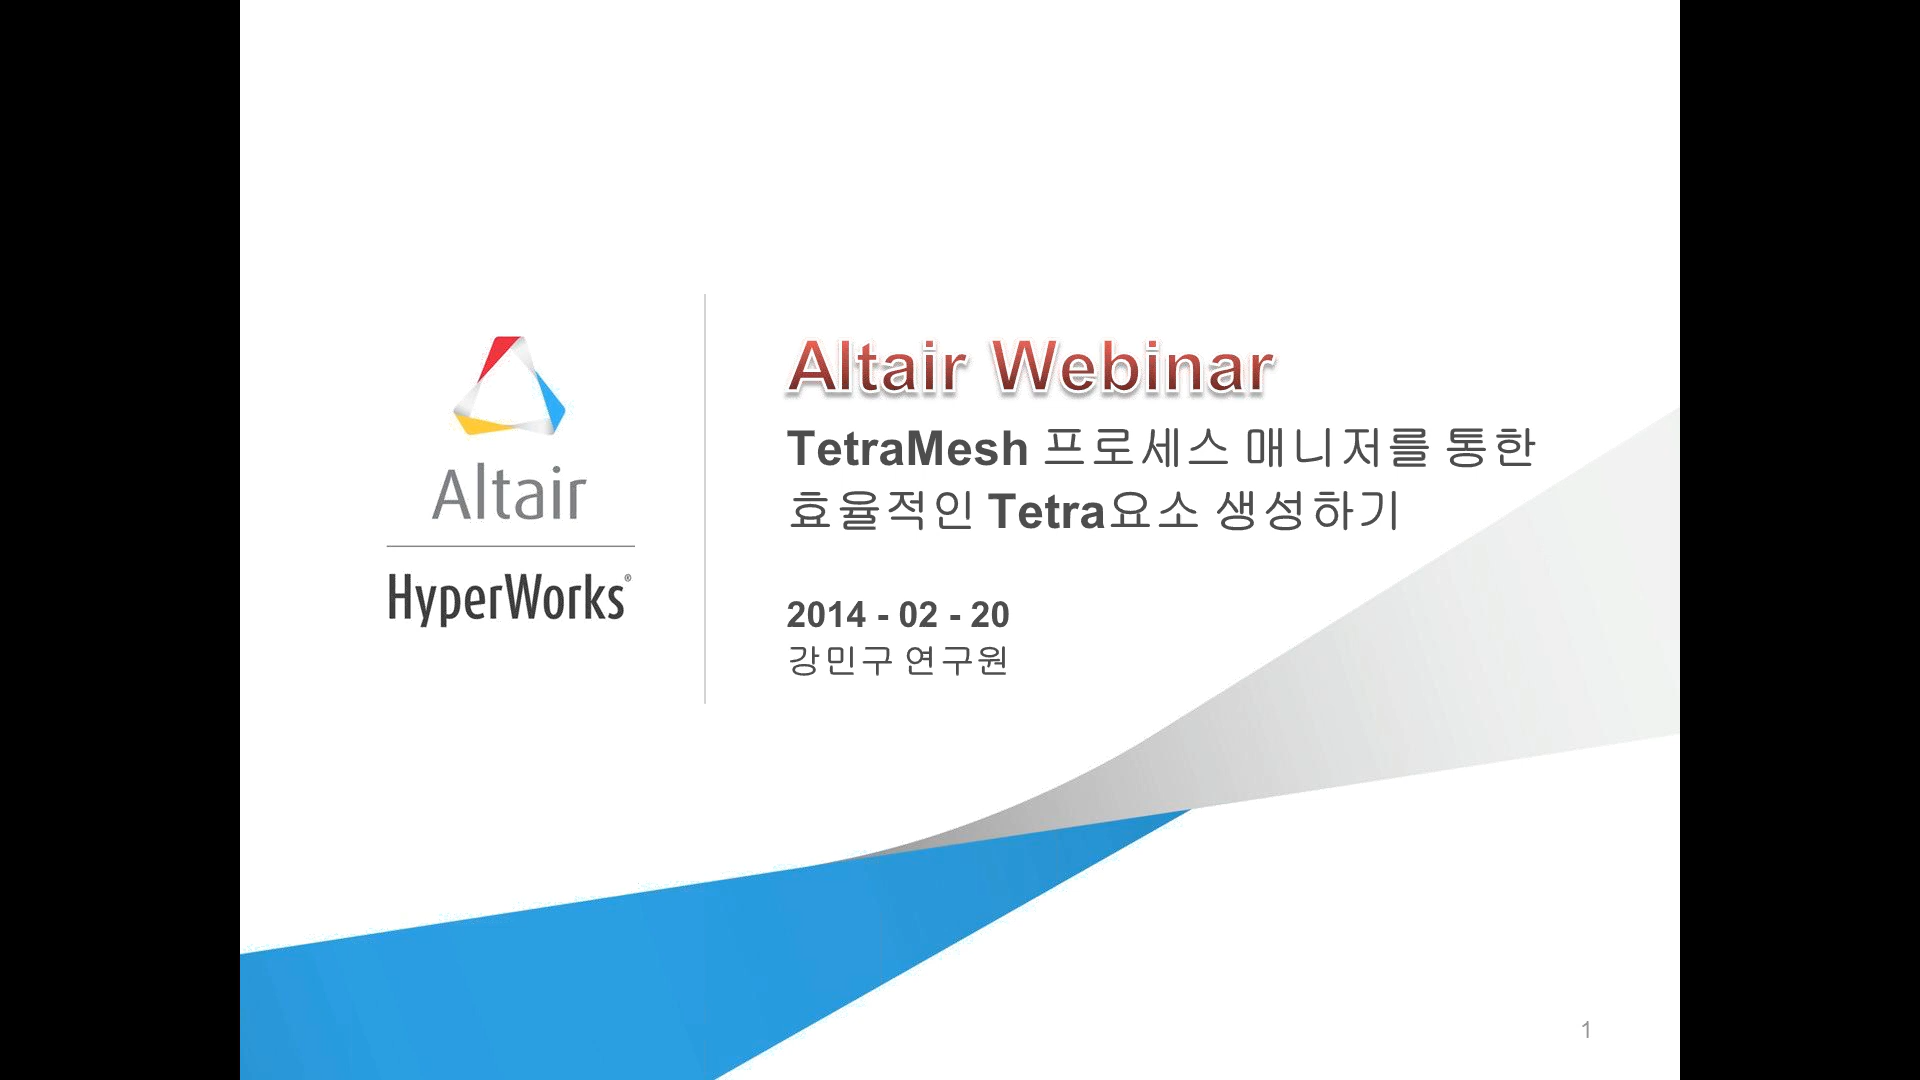 Altair
HyperWorks®
Altair Webinar
TetraMesh 프로세스 매니저를 통한
효율적인 Tetra요소 생성하기
2014 - 02 - 20
강민구 연구원
1